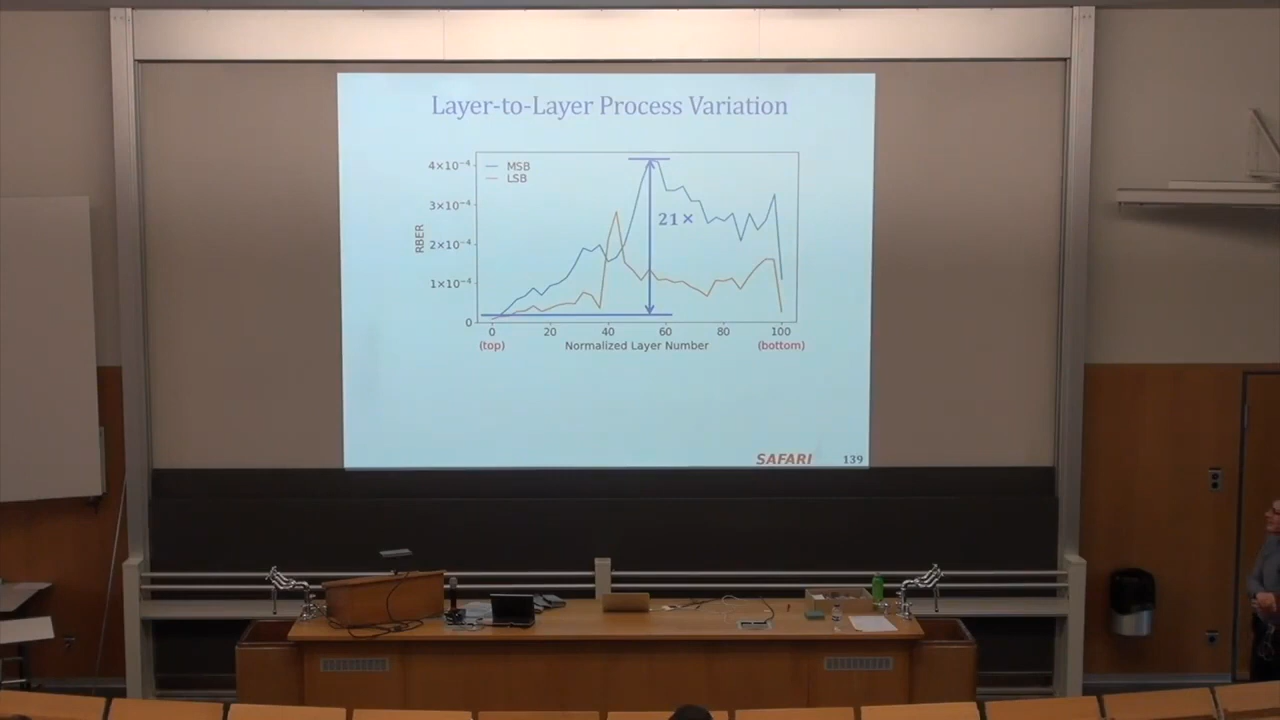 Layer-to-Layer Process Variation
MSB
LSB
4×10⁻⁴
3×10⁻⁴
2×10⁻⁴
1×10⁻⁴
0
RBER
21×
0 20 40 60 80 100
(top) Normalized Layer Number (bottom)
SAFARI 139